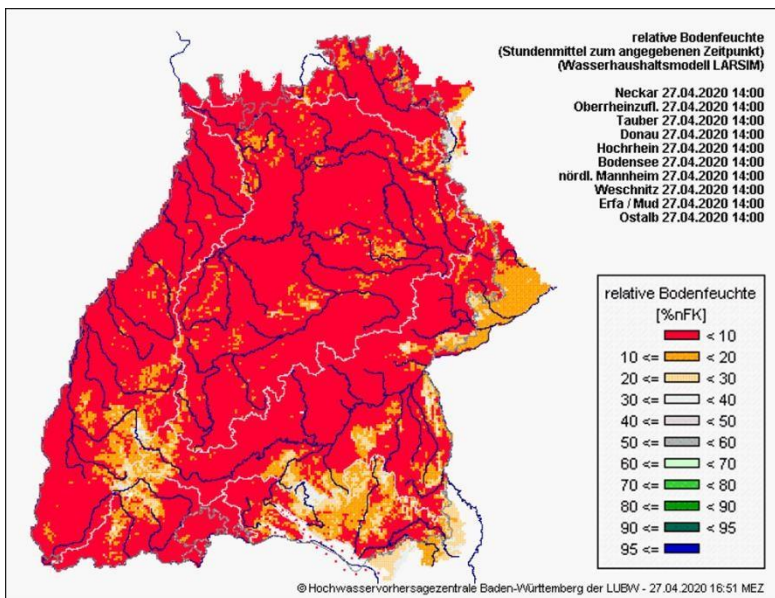 relative Bodenfeuchte
(Stundenmittel zum angegebenen Zeitpunkt)
(Wasserhaushaltsmodell LARSIM)
Neckar 27.04.2020 14:00
Oberrheinzufl. 27.04.2020 14:00
Tauber 27.04.2020 14:00
Donau 27.04.2020 14:00
Hochrhein 27.04.2020 14:00
Bodensee 27.04.2020 14:00
nördl. Mannheim 27.04.2020 14:00
Weschnitz 27.04.2020 14:00
Erfa / Mud 27.04.2020 14:00
Ostalb 27.04.2020 14:00
relative Bodenfeuchte
[%nFK]
< 10
10 <= < 20
20 <= < 30
30 <= < 40
40 <= < 50
50 <= < 60
60 <= < 70
70 <= < 80
80 <= < 90
90 <= < 95
95 <=
© Hochwasservorhersagezentrale Baden-Württemberg der LUBW - 27.04.2020 16:51 MEZ